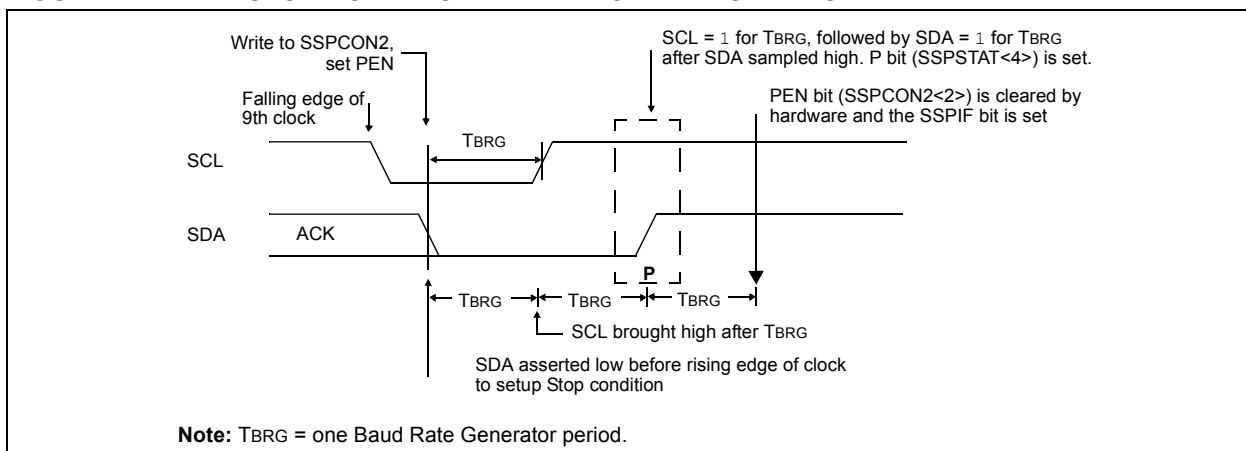 Write to SSPCON2,
set PEN
SCL = 1 for TBRG, followed by SDA = 1 for TBRG
after SDA sampled high. P bit (SSPSTAT<4>) is set.
Falling edge of
9th clock
PEN bit (SSPCON2<2>) is cleared by
hardware and the SSPIF bit is set
TBRG
SCL
SDA
ACK
P
TBRG
TBRG
TBRG
SCL brought high after TBRG
SDA asserted low before rising edge of clock
to setup Stop condition
Note: TBRG = one Baud Rate Generator period.